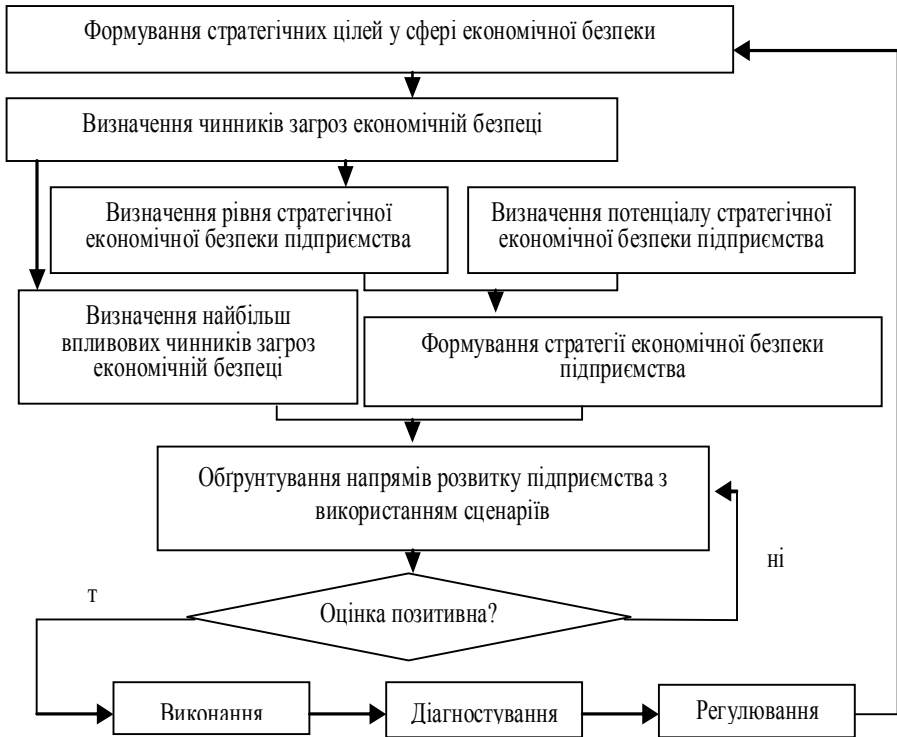 Формування стратегічних цілей у сфері економічної безпеки
Визначення чинників загроз економічній безпеці
Визначення рівня стратегічної
економічної безпеки підприємства
Визначення потенціалу стратегічної
економічної безпеки підприємства
Визначення найбільш
впливових чинників загроз
економічній безпеці
Формування стратегії економічної безпеки
підприємства
Обґрунтування напрямів розвитку підприємства з
використанням сценаріїв
ні
т
Оцінка позитивна?
Виконання
Діагностування
Регулювання